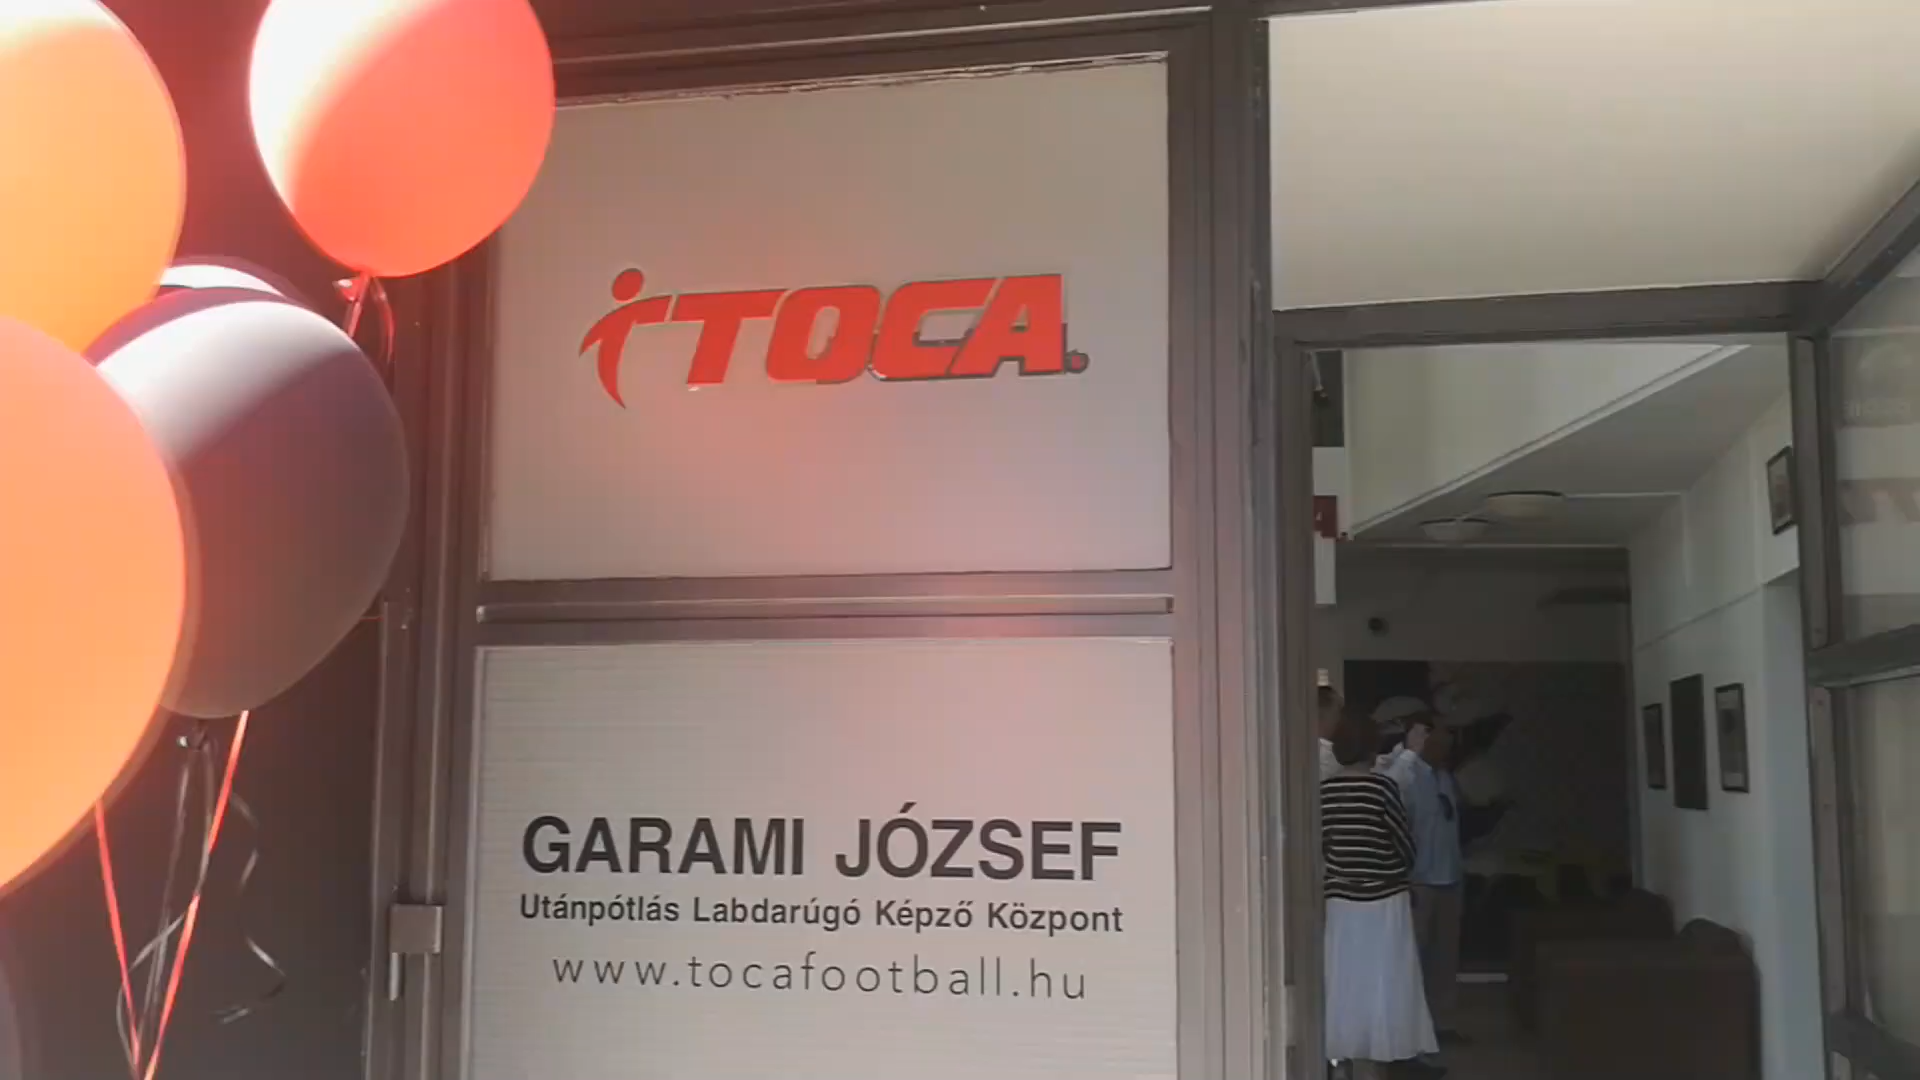 TOCA.
GARAMI JÓZSEF
Utánpótlás Labdarúgó Képző Központ
www.tocafootball.hu